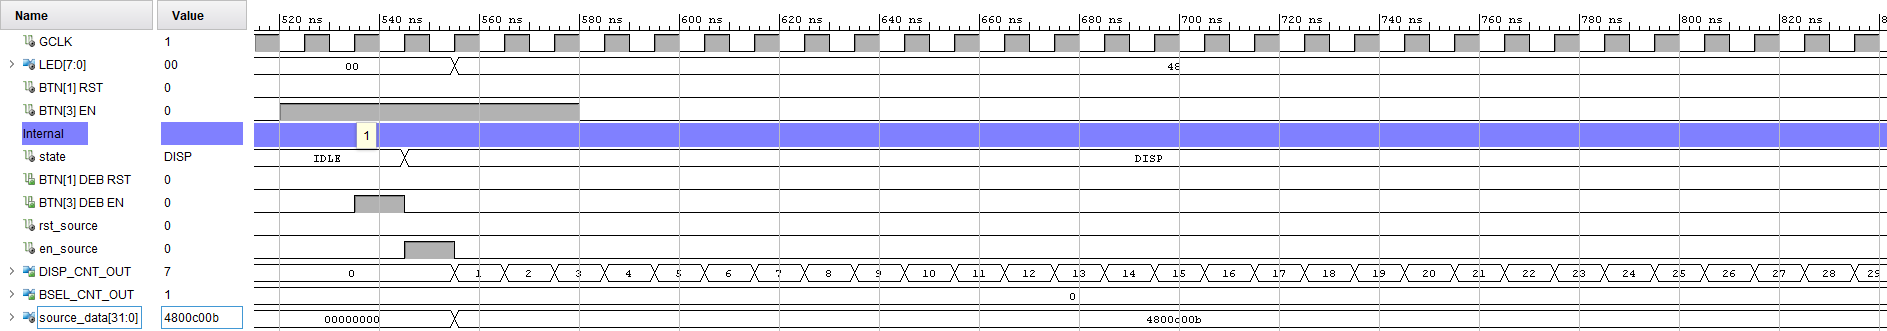 Name Value 520 ns 540 ns 560 ns 580 ns 600 ns 620 ns 640 ns 660 ns 680 ns 700 ns 720 ns 740 ns 760 ns 780 ns 800 ns 820 ns 8
GCLK 1
LED[7:0] 00 00 48
BTN[1] RST 0
BTN[3] EN 0
Internal 1
state DISP IDLE DISP
BTN[1] DEB RST 0
BTN[3] DEB EN 0
rst_source 0
en_source 0
DISP_CNT_OUT 7 0 1 2 3 4 5 6 7 8 9 10 11 12 13 14 15 16 17 18 19 20 21 22 23 24 25 26 27 28 29
BSEL_CNT_OUT 1 0
source_data[31:0] 4800c00b 00000000 4800c00b